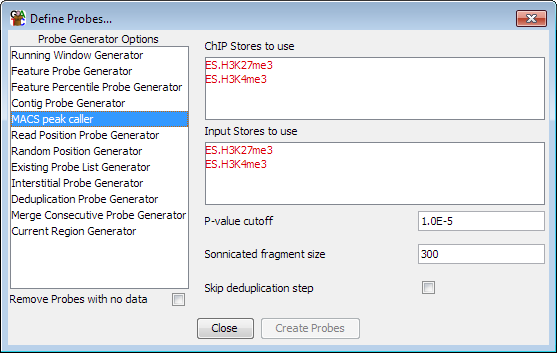 Define Probes...
Probe Generator Options
Running Window Generator
Feature Probe Generator
Feature Percentile Probe Generator
Contig Probe Generator
MACS peak caller
Read Position Probe Generator
Random Position Generator
Existing Probe List Generator
Interstitial Probe Generator
Deduplication Probe Generator
Merge Consecutive Probe Generator
Current Region Generator
Remove Probes with no data
ChIP Stores to use
ES.H3K27me3
ES.H3K4me3
Input Stores to use
ES.H3K27me3
ES.H3K4me3
P-value cutoff 1.0E-5
Sonnicated fragment size 300
Skip deduplication step
Close Create Probes